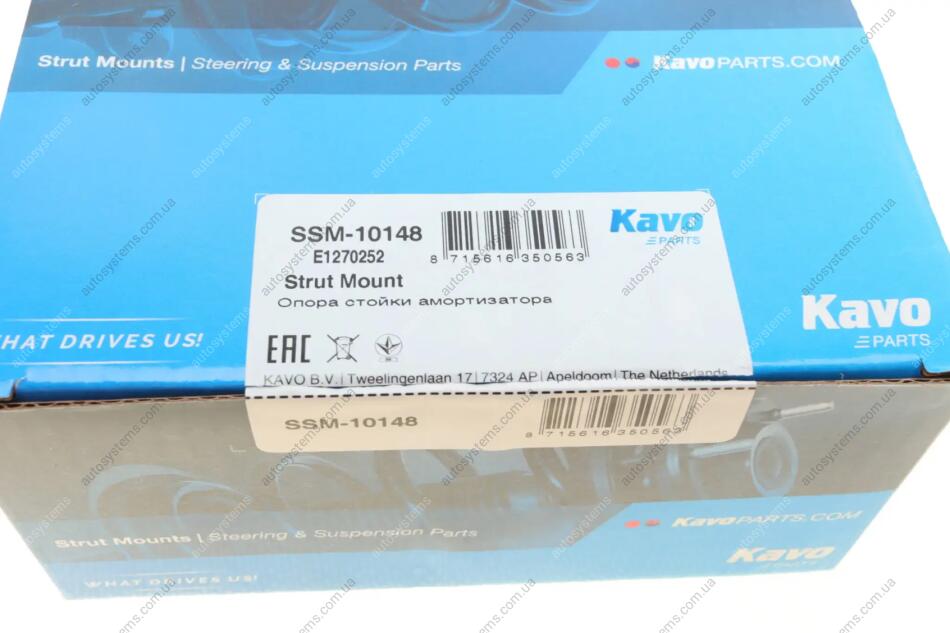 Strut Mounts | Steering & Suspension Parts
KavoPARTS.COM
SSM-10148
E1270252
8 715616 350563
Kavo
PARTS
Strut Mount
Опора стойки амортизатора
EAC
KAVO B.V. | Tweelingenlaan 17 | 7324 AP | Apeldoorn | The Netherlands
HAT DRIVES US!
Kavo
PARTS
SSM-10148
8 715616 350563
Strut Mounts | Steering & Suspension Parts
KavoPARTS.COM
WHAT DRIVES US!
Kavo
PARTS
autosystems.com.ua